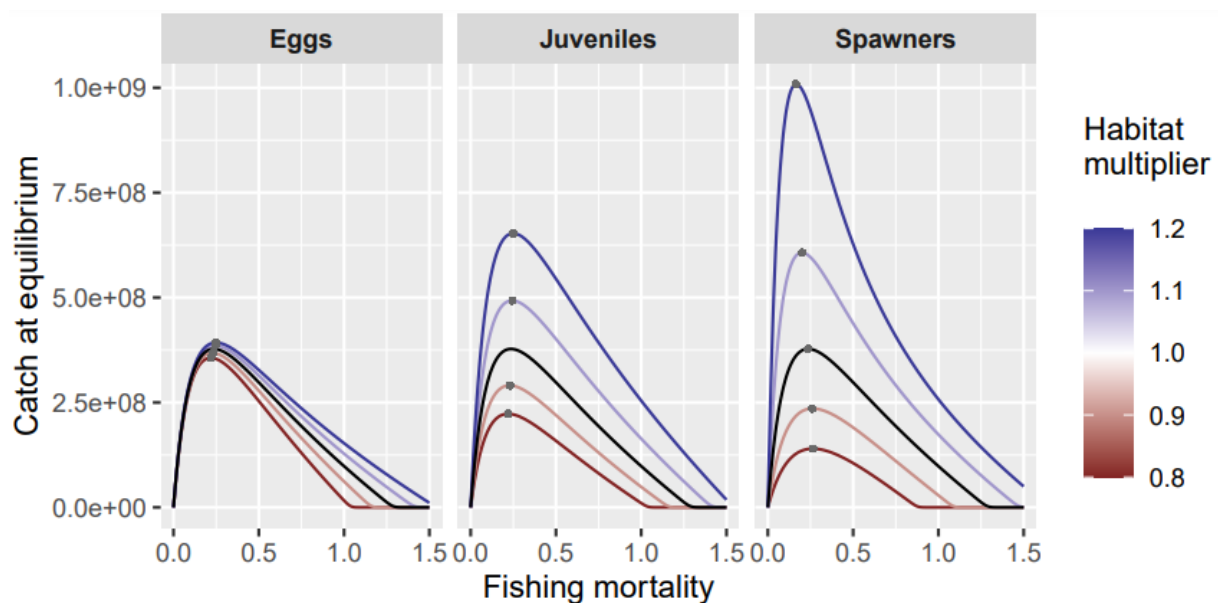 Eggs Juveniles Spawners
Catch at equilibrium
1.0e+09
7.5e+08
5.0e+08
2.5e+08
0.0e+00
0.0 0.5 1.0 1.5 0.0 0.5 1.0 1.5 0.0 0.5 1.0 1.5
Fishing mortality
Habitat
multiplier
1.2
1.1
1.0
0.9
0.8